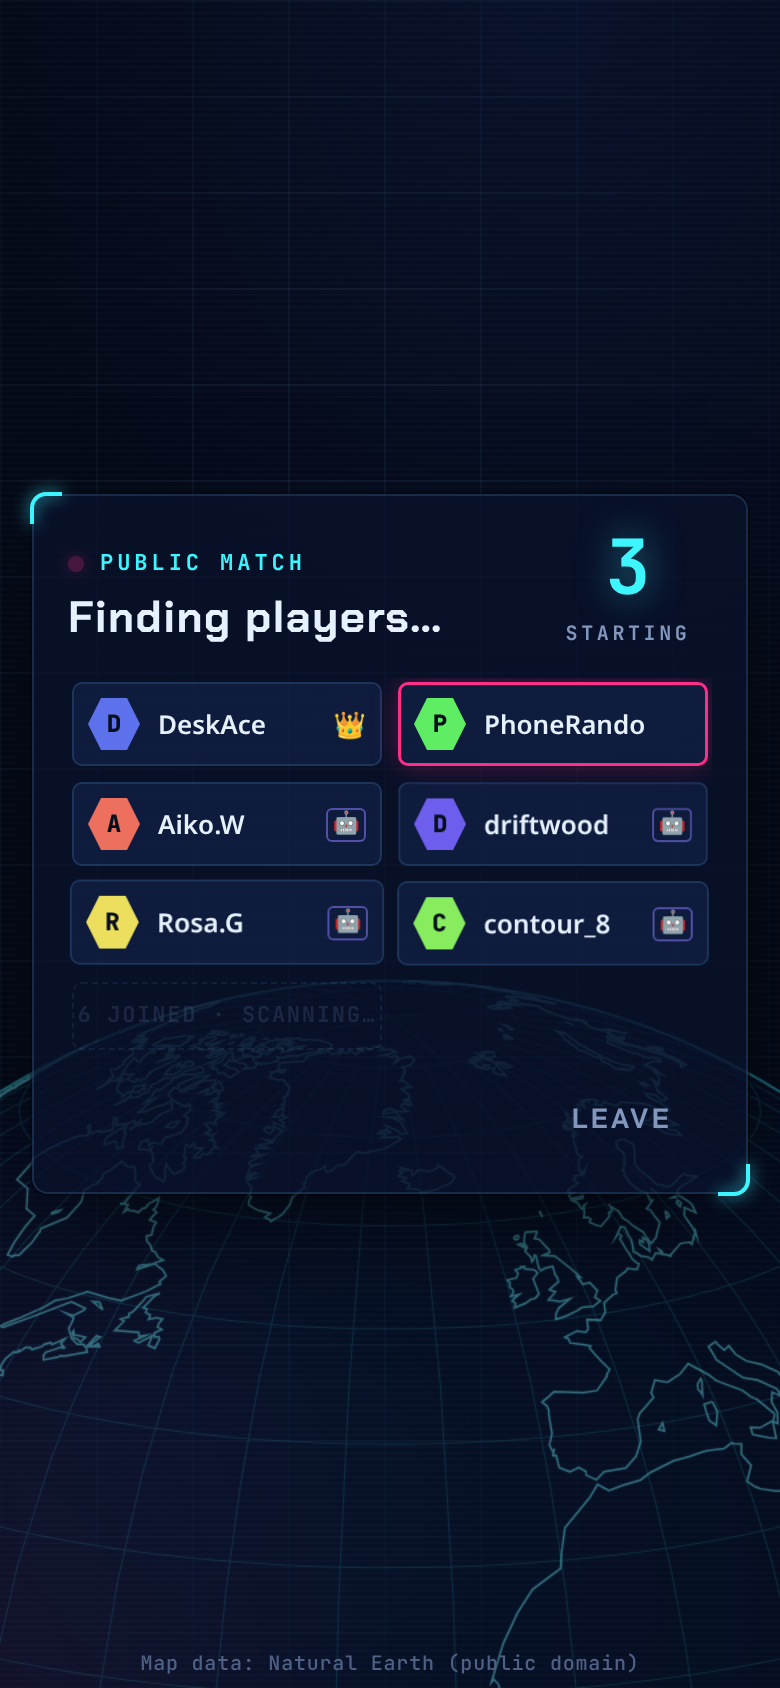 PUBLIC MATCH
3
Finding players...
STARTING
D DeskAce 👑
P PhoneRando
A Aiko.W 🤖
D driftwood 🤖
R Rosa.G 🤖
C contour_8 🤖
6 JOINED · SCANNING…
LEAVE
Map data: Natural Earth (public domain)